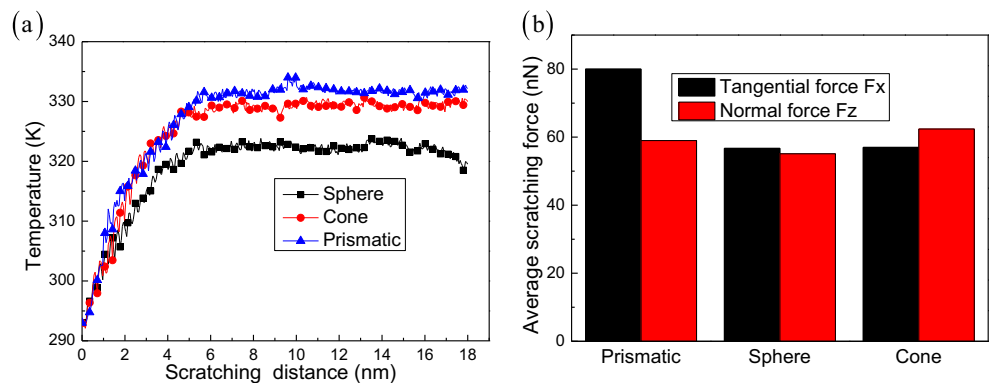 (a)
340
330
320
310
300
290
Temperature (K)
Sphere
Cone
Prismatic
0 2 4 6 8 10 12 14 16 18
Scratching distance (nm)
(b)
80
60
40
20
0
Average scratching force (nN)
Tangential force Fx
Normal force Fz
Prismatic Sphere Cone